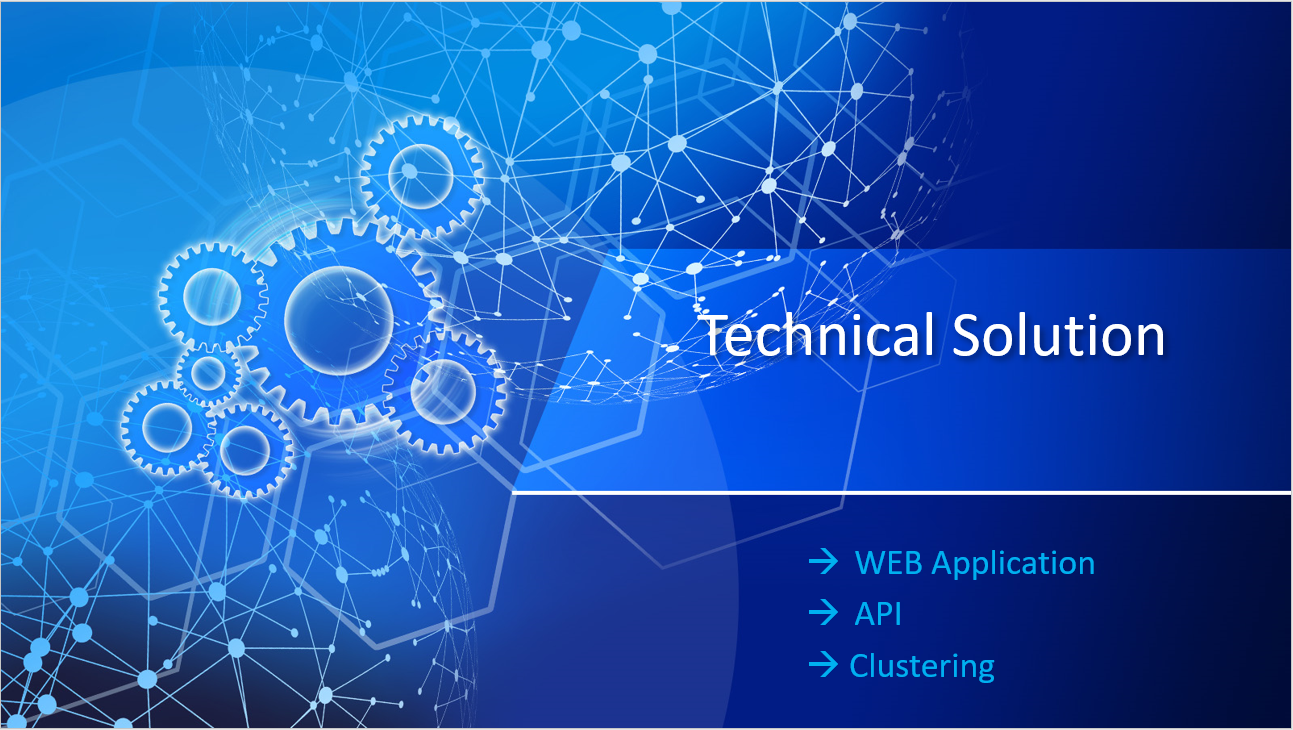 Technical Solution
→ WEB Application
→ API
→ Clustering